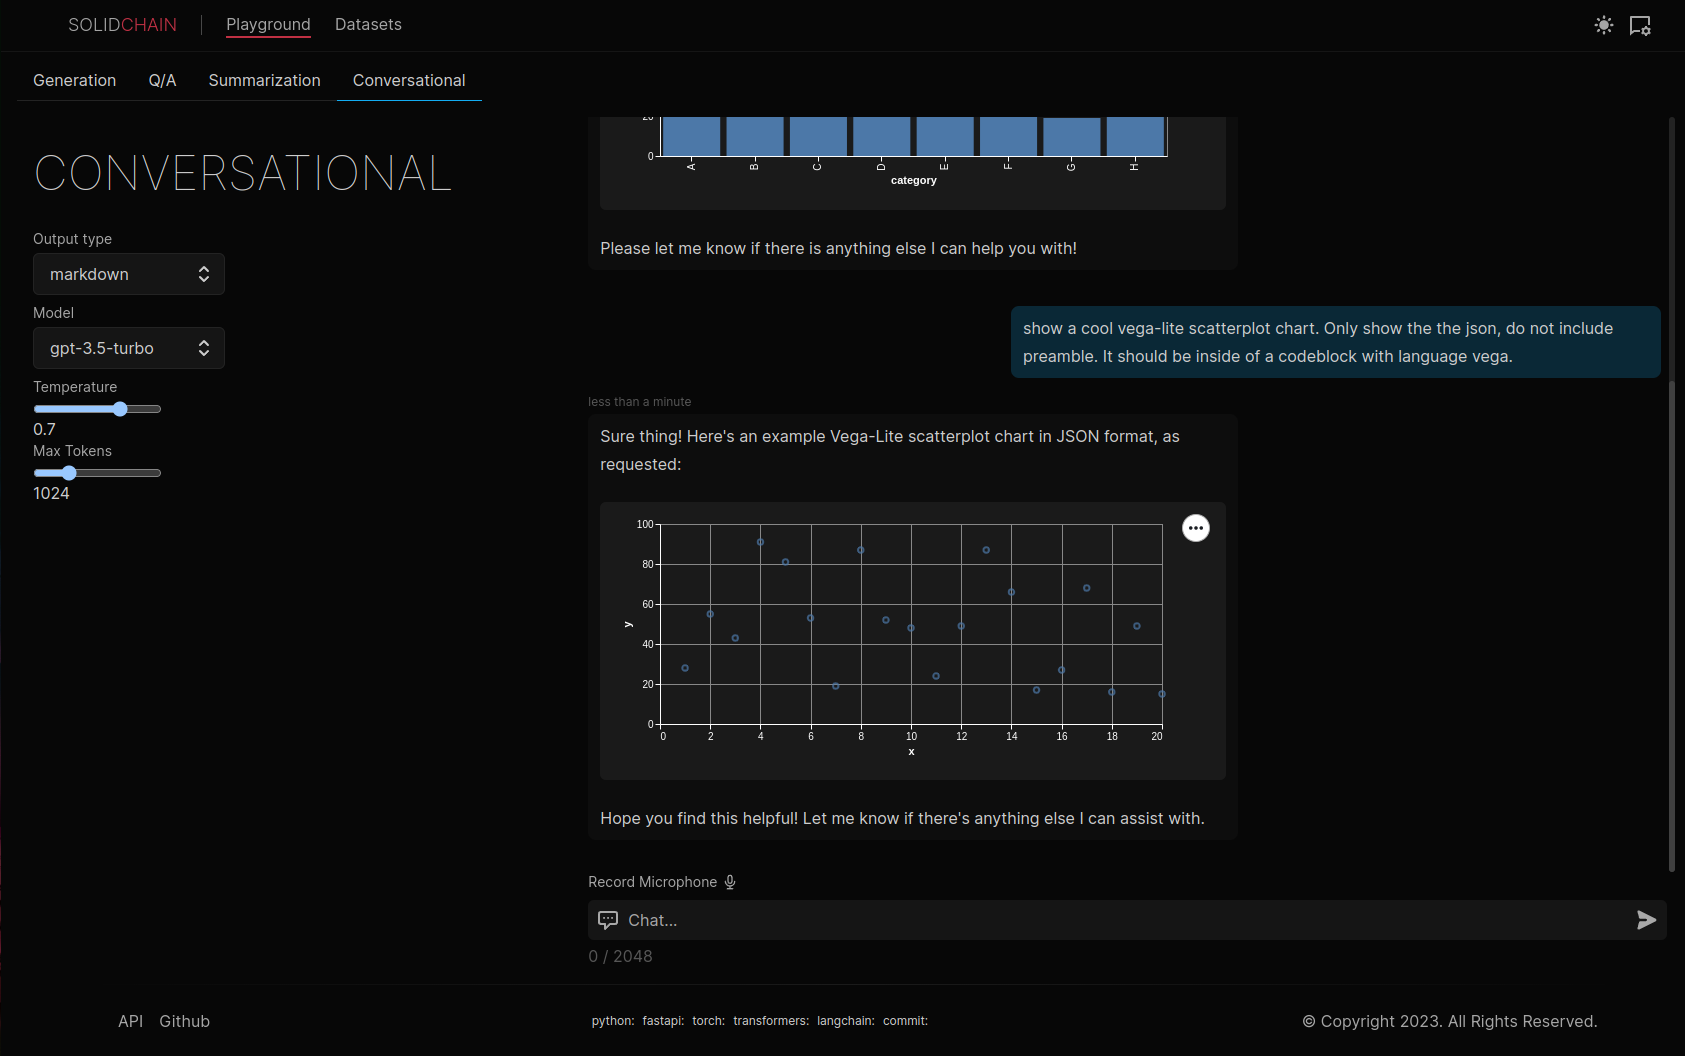 SOLIDCHAIN
Playground
Datasets
Generation
Q/A
Summarization
Conversational
CONVERSATIONAL
Output type
markdown
Model
gpt-3.5-turbo
Temperature
0.7
Max Tokens
1024
20
0
A B C D E F G H
category
Please let me know if there is anything else I can help you with!
show a cool vega-lite scatterplot chart. Only show the the json, do not include
preamble. It should be inside of a codeblock with language vega.
less than a minute
Sure thing! Here's an example Vega-Lite scatterplot chart in JSON format, as
requested:
100
80
60
y
40
20
0
0 2 4 6 8 10 12 14 16 18 20
x
Hope you find this helpful! Let me know if there's anything else I can assist with.
Record Microphone
Chat...
0 / 2048
API Github
python: fastapi: torch: transformers: langchain: commit:
© Copyright 2023. All Rights Reserved.